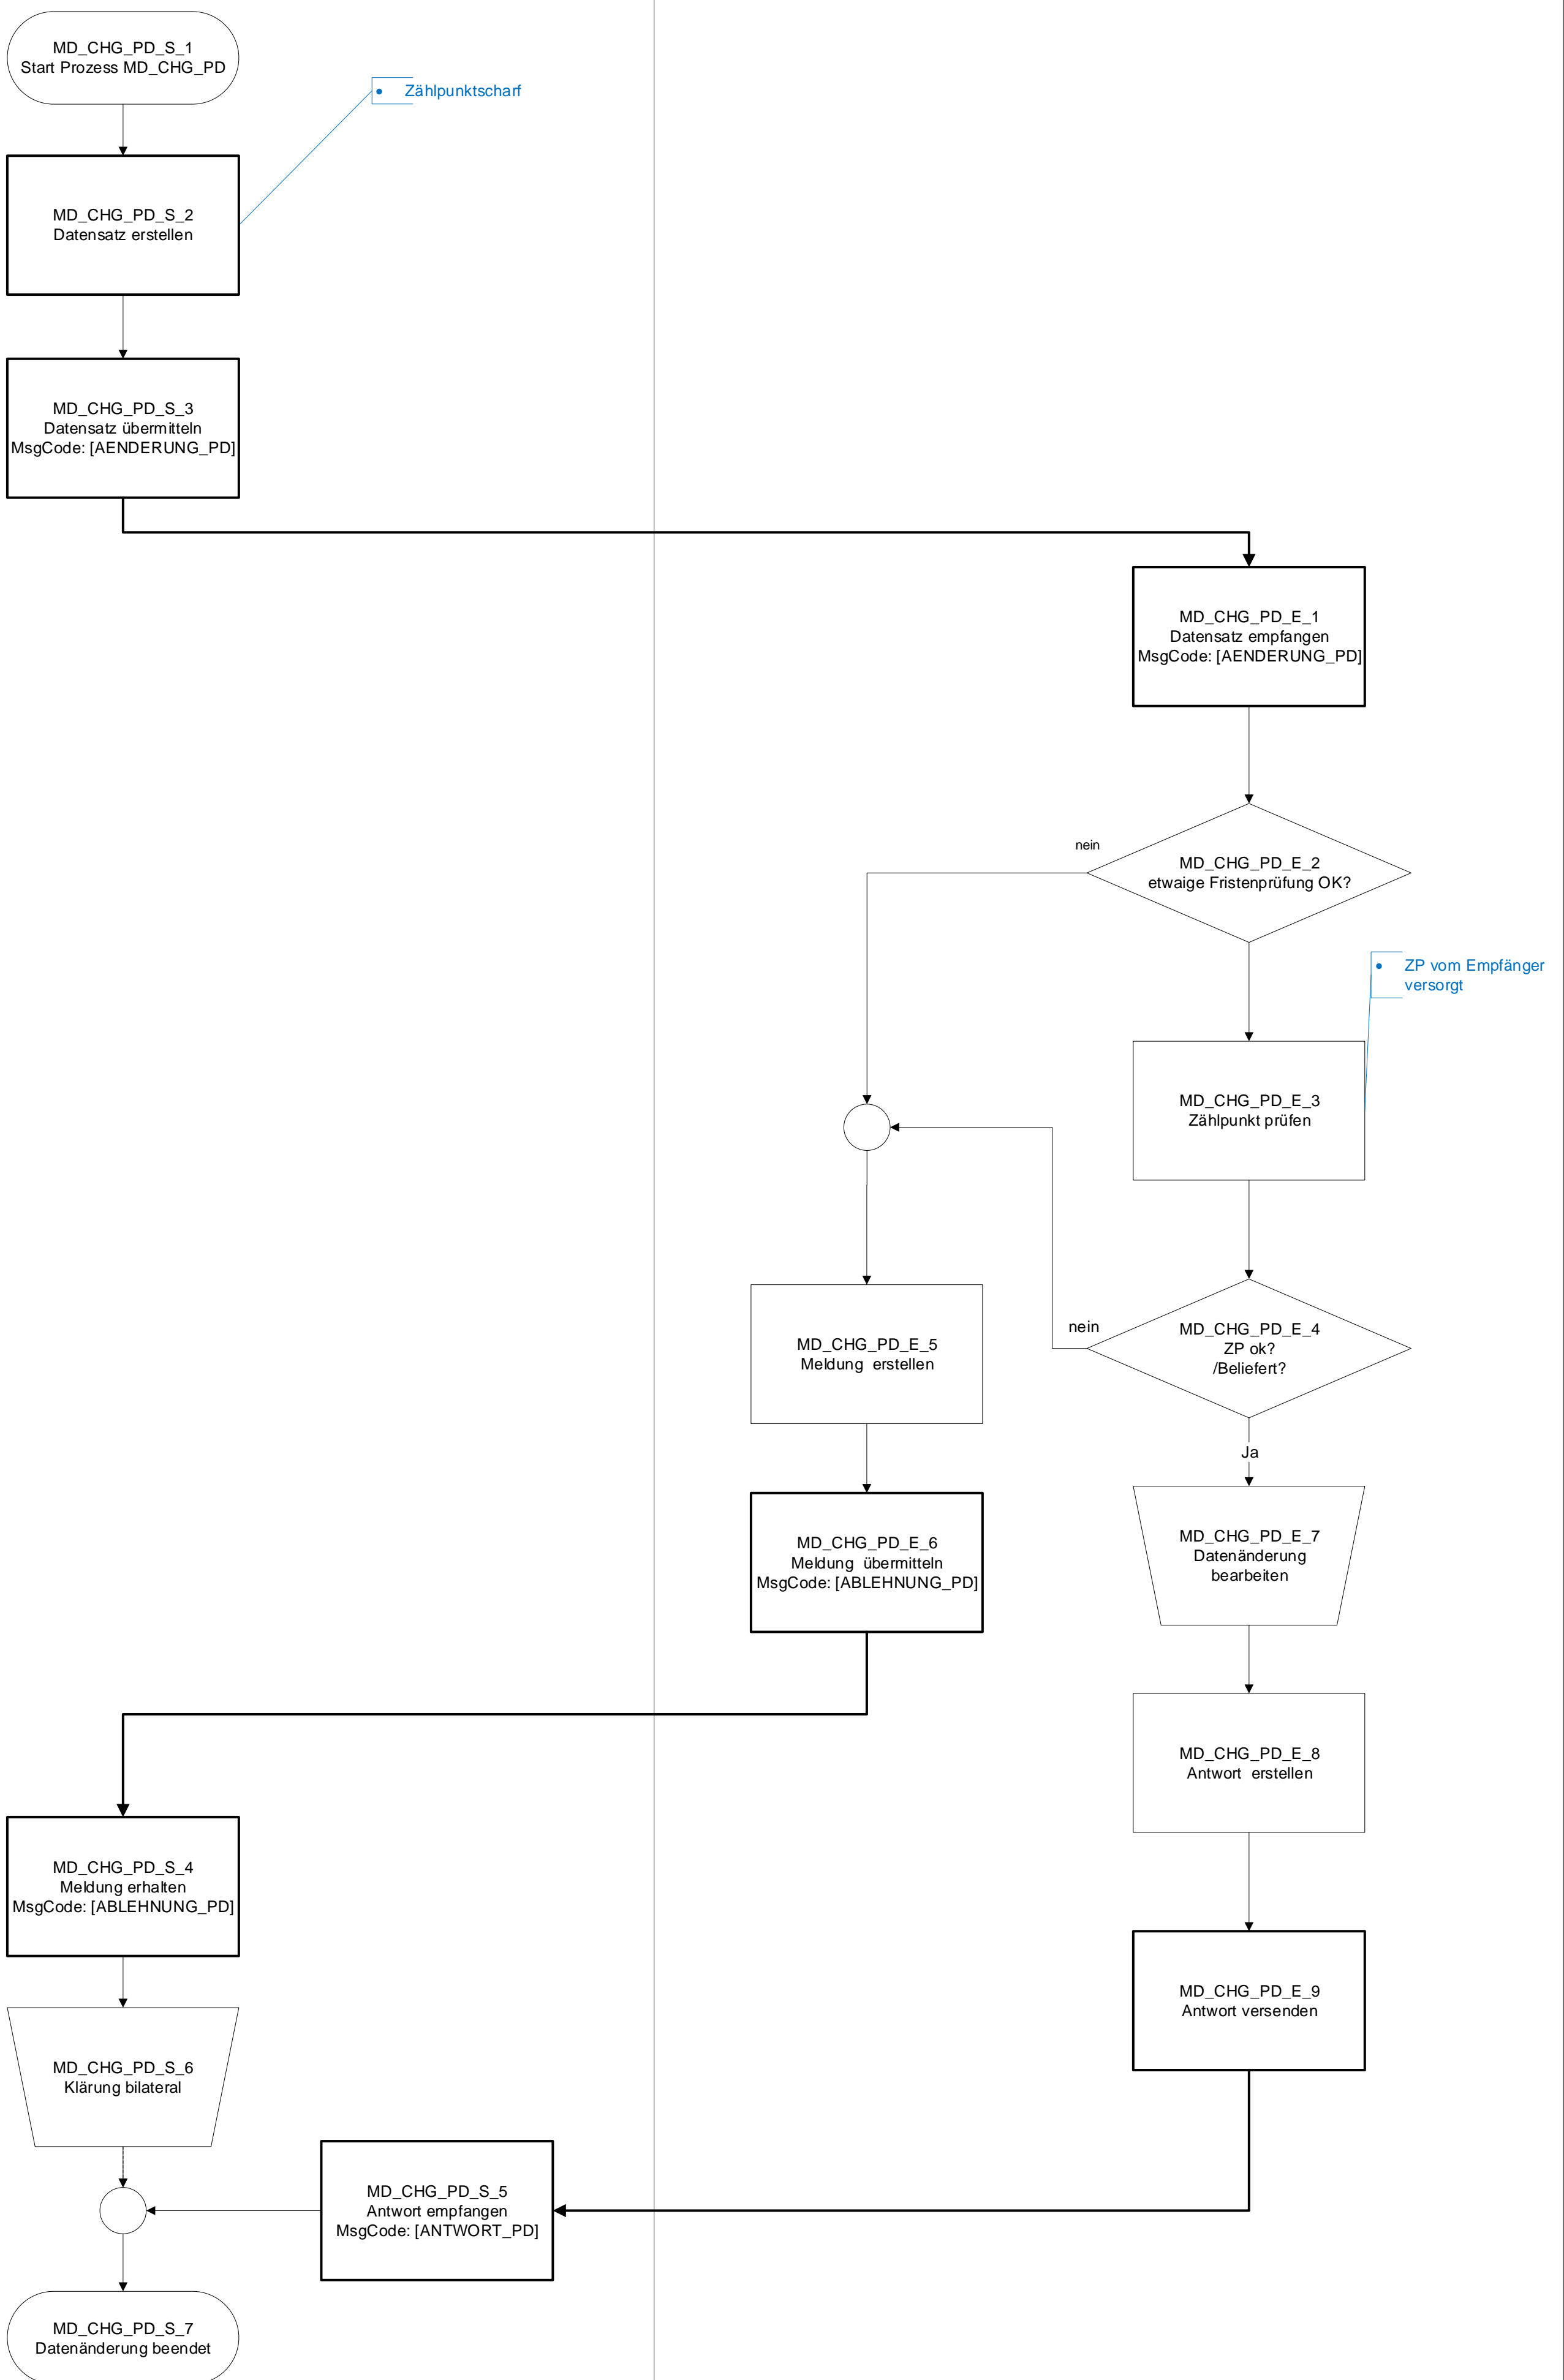 MD_CHG_PD_S_1
Start Prozess MD_CHG_PD
• Zählpunktscharf
MD_CHG_PD_S_2
Datensatz erstellen
MD_CHG_PD_S_3
Datensatz übermitteln
MsgCode: [AENDERUNG_PD]
MD_CHG_PD_E_1
Datensatz empfangen
MsgCode: [AENDERUNG_PD]
nein
MD_CHG_PD_E_2
etwaige Fristenprüfung OK?
• ZP vom Empfänger
versorgt
MD_CHG_PD_E_3
Zählpunkt prüfen
nein
MD_CHG_PD_E_4
ZP ok?
/Beliefert?
MD_CHG_PD_E_5
Meldung erstellen
Ja
MD_CHG_PD_E_6
Meldung übermitteln
MsgCode: [ABLEHNUNG_PD]
MD_CHG_PD_E_7
Datenänderung
bearbeiten
MD_CHG_PD_E_8
Antwort erstellen
MD_CHG_PD_S_4
Meldung erhalten
MsgCode: [ABLEHNUNG_PD]
MD_CHG_PD_E_9
Antwort versenden
MD_CHG_PD_S_6
Klärung bilateral
MD_CHG_PD_S_5
Antwort empfangen
MsgCode: [ANTWORT_PD]
MD_CHG_PD_S_7
Datenänderung beendet